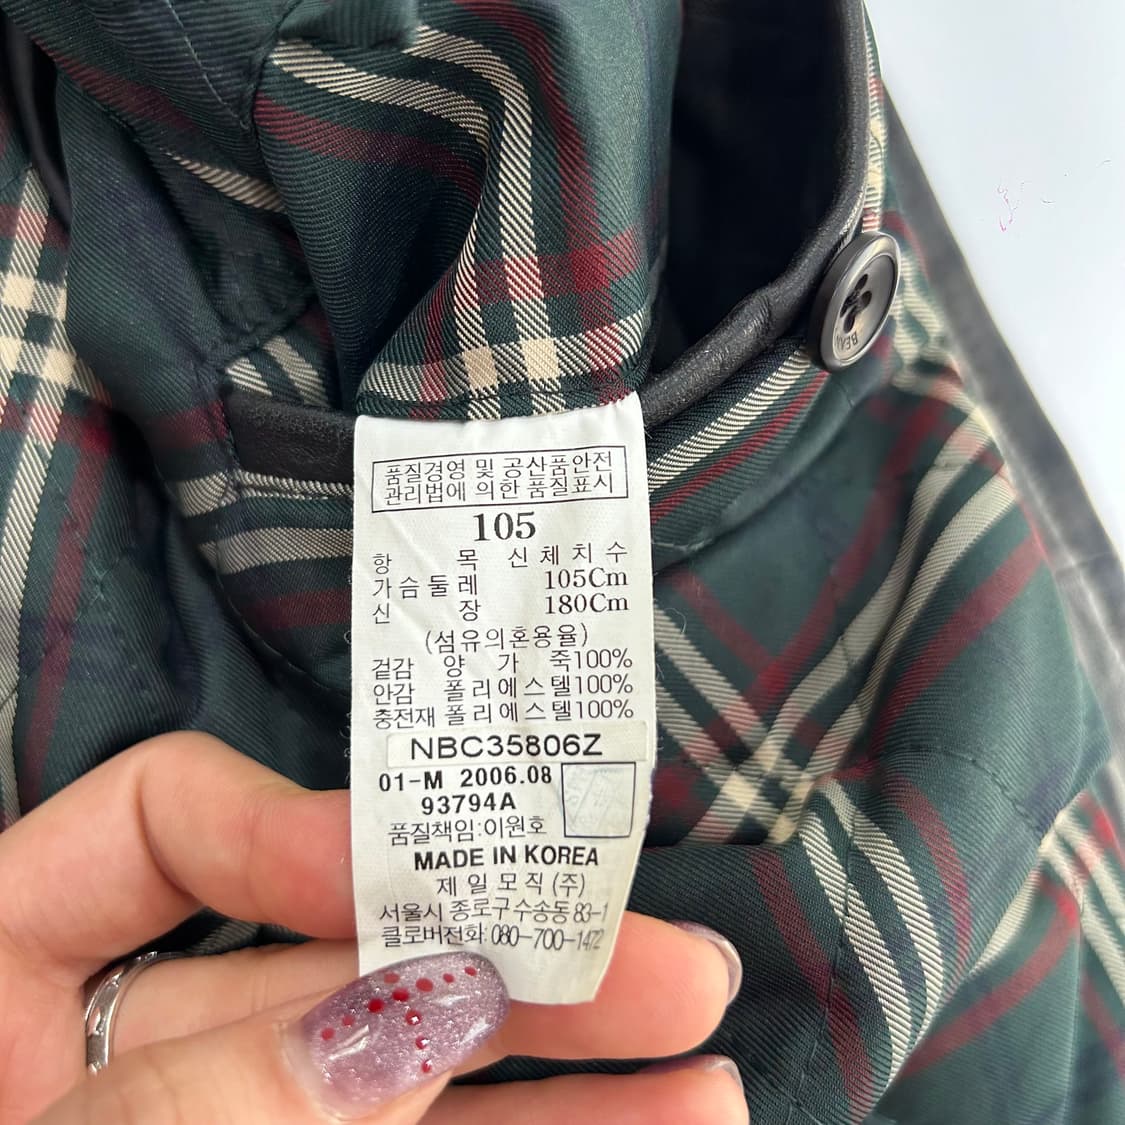 품질경영 및 공산품안전
관리법에 의한 품질표시
105
항 목 신체치수
가슴둘레 105Cm
신 장 180Cm
(섬유의혼용율)
겉감 양 가 죽100%
안감 폴리에스텔100%
충전재 폴리에스텔100%
NBC35806Z
01-M 2006.08
93794A
품질책임:이원호
MADE IN KOREA
제일모직(주)
서울시 종로구수송동 83-1
클로버전화:080-700-1472